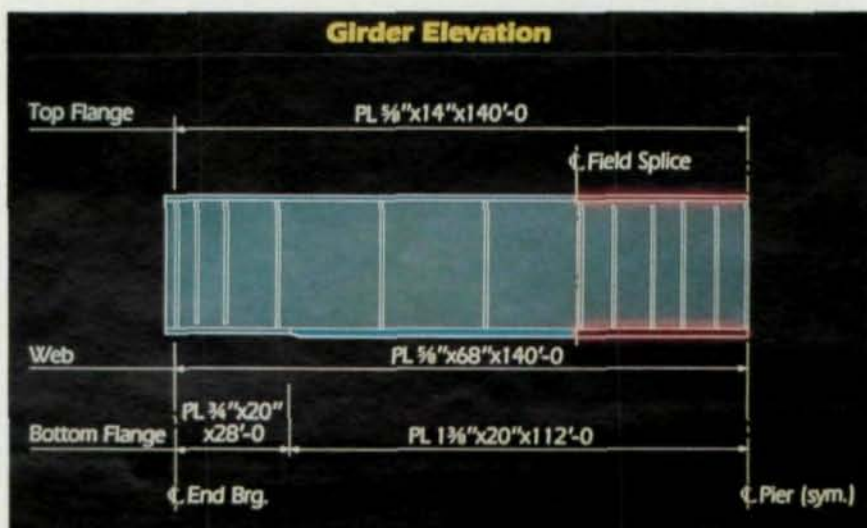 Girder Elevation
Top Flange
PL ⅝"x14"x140'-0
℄ Field Splice
Web
PL ⅝"x68"x140'-0
PL ¾"x20"
x28'-0
Bottom Flange
PL 1⅜"x20"x112'-0
℄ End Brg.
℄ Pier (sym.)